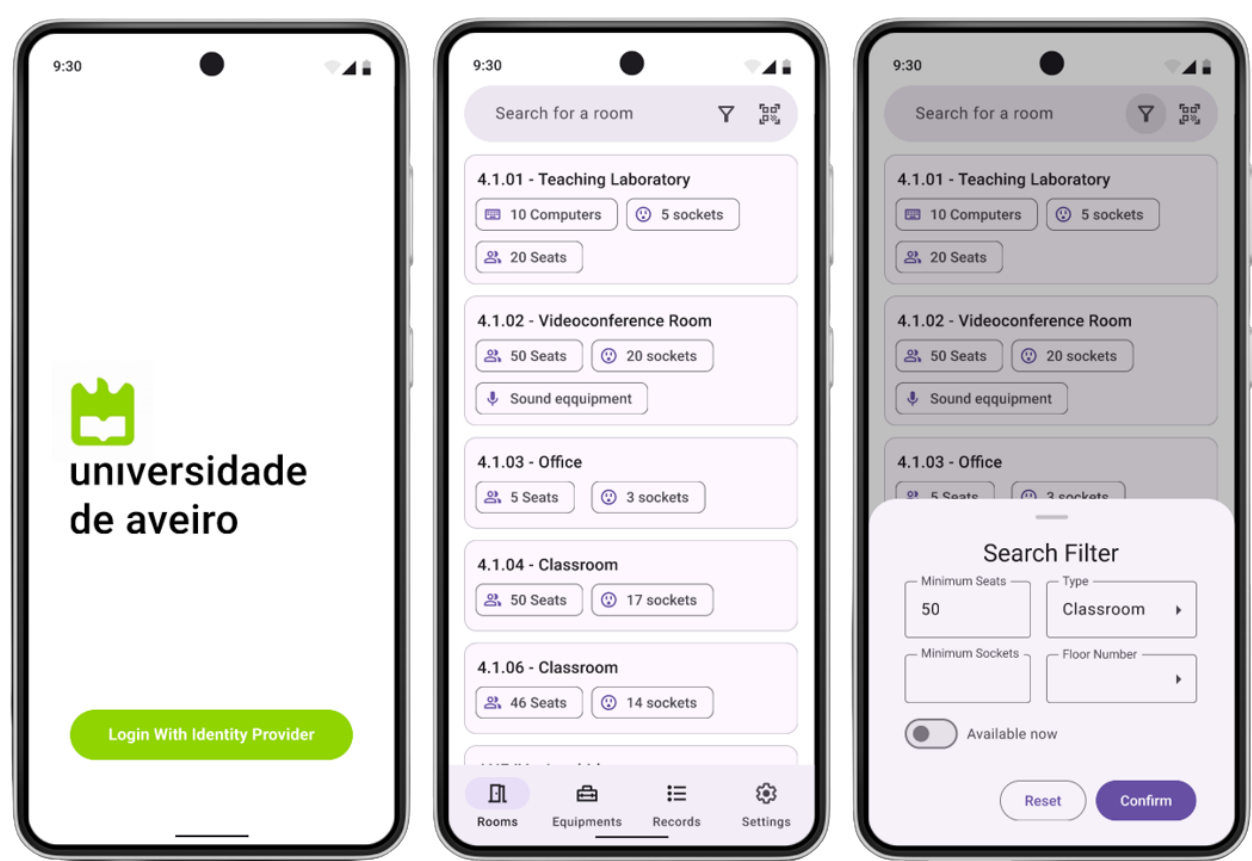 9:30
universidade
de aveiro
Login With Identity Provider
9:30
Search for a room
4.1.01 - Teaching Laboratory
10 Computers 5 sockets
20 Seats
4.1.02 - Videoconference Room
50 Seats 20 sockets
Sound eqquipment
4.1.03 - Office
5 Seats 3 sockets
4.1.04 - Classroom
50 Seats 17 sockets
4.1.06 - Classroom
46 Seats 14 sockets
Rooms Equipments Records Settings
9:30
Search for a room
4.1.01 - Teaching Laboratory
10 Computers 5 sockets
20 Seats
4.1.02 - Videoconference Room
50 Seats 20 sockets
Sound eqquipment
4.1.03 - Office
5 Seats 3 sockets
Search Filter
Minimum Seats Type
50 Classroom
Minimum Sockets Floor Number
Available now
Reset Confirm